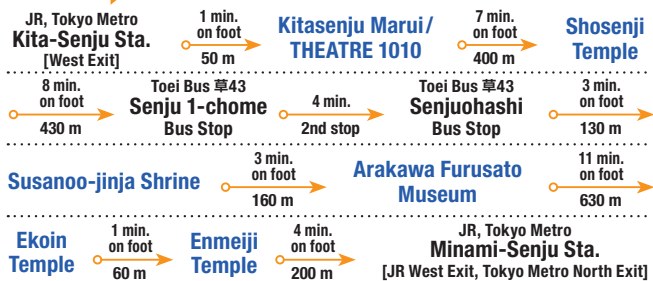 JR, Tokyo Metro
Kita-Senju Sta.
[West Exit]
1 min.
on foot
50 m
Kitasenju Marui/
THEATRE 1010
7 min.
on foot
400 m
Shosenji
Temple
8 min.
on foot
430 m
Toei Bus 草43
Senju 1-chome
Bus Stop
4 min.
2nd stop
Toei Bus 草43
Senjuohashi
Bus Stop
3 min.
on foot
130 m
Susanoo-jinja Shrine
3 min.
on foot
160 m
Arakawa Furusato
Museum
11 min.
on foot
630 m
Ekoin
Temple
1 min.
on foot
60 m
Enmeiji
Temple
4 min.
on foot
200 m
JR, Tokyo Metro
Minami-Senju Sta.
[JR West Exit, Tokyo Metro North Exit]